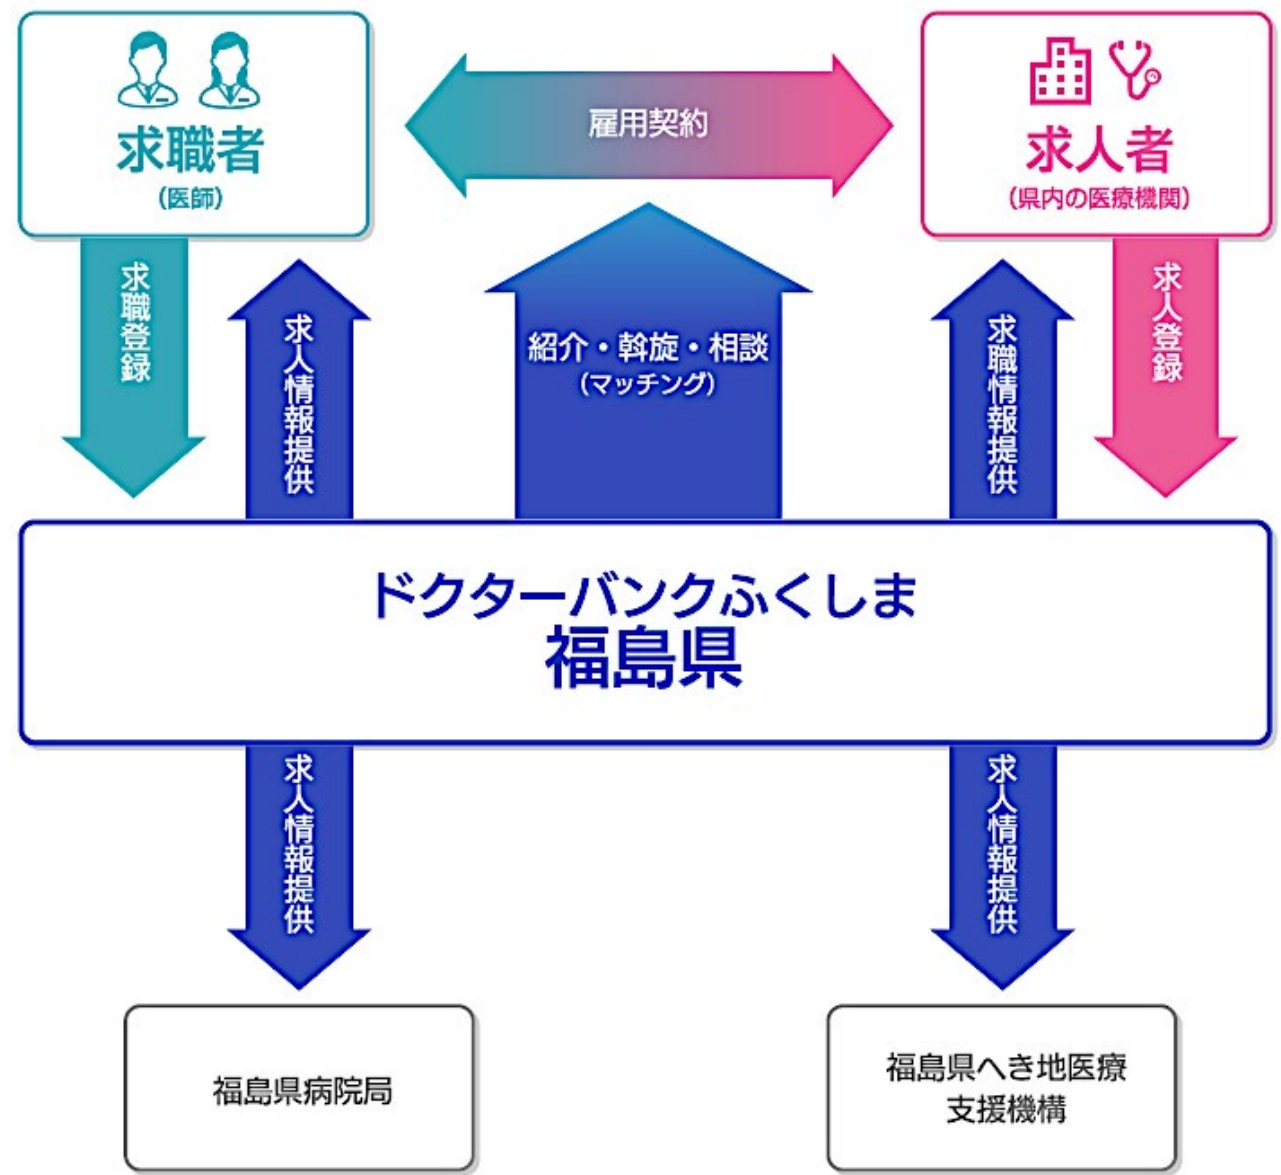 求職者
(医師)
雇用契約
求人者
(県内の医療機関)
求職登録
求人情報提供
紹介・斡旋・相談
(マッチング)
求職情報提供
求人登録
ドクターバンクふくしま
福島県
求人情報提供
求人情報提供
福島県病院局
福島県へき地医療
支援機構